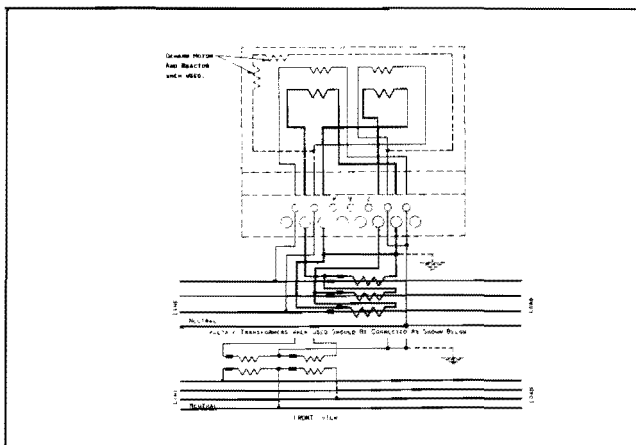 DEMAND MOTOR
AND REACTOR
WHEN USED.
LINE
LOAD
NEUTRAL
TRANSFORMERS WHEN USED SHOULD BE CONNECTED AS SHOWN BELOW
LINE
LOAD
NEUTRAL
FRONT VIEW